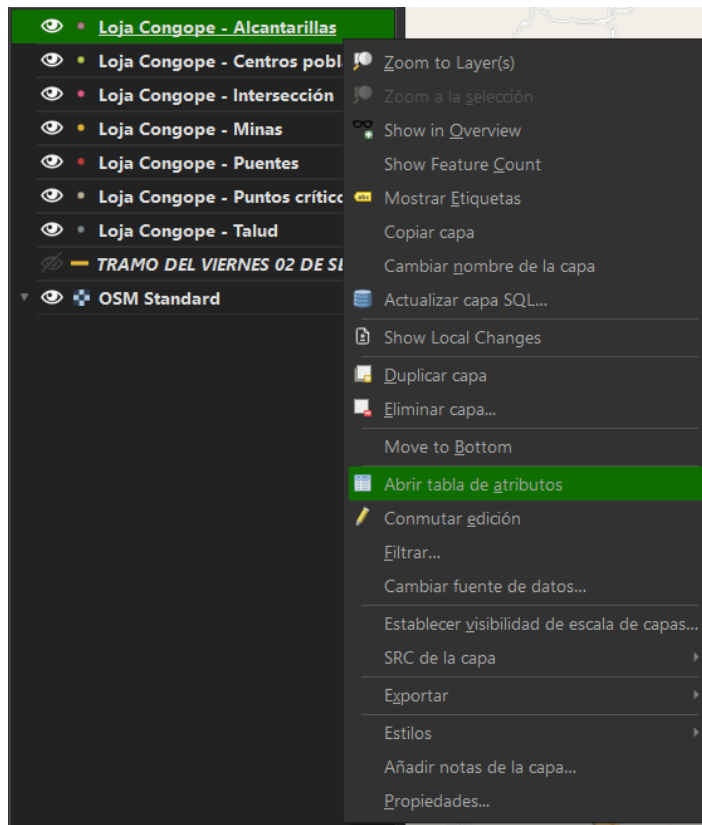 Loja Congope - Alcantarillas
Loja Congope - Centros pobl
Loja Congope - Intersección
Loja Congope - Minas
Loja Congope - Puentes
Loja Congope - Puntos crítico
Loja Congope - Talud
TRAMO DEL VIERNES 02 DE SE
OSM Standard
Zoom to Layer(s)
Zoom a la selección
Show in Overview
Show Feature Count
abc Mostrar Etiquetas
Copiar capa
Cambiar nombre de la capa
Actualizar capa SQL...
Show Local Changes
Duplicar capa
Eliminar capa...
Move to Bottom
Abrir tabla de atributos
Conmutar edición
Filtrar...
Cambiar fuente de datos...
Establecer visibilidad de escala de capas...
SRC de la capa
Exportar
Estilos
Añadir notas de la capa...
Propiedades...